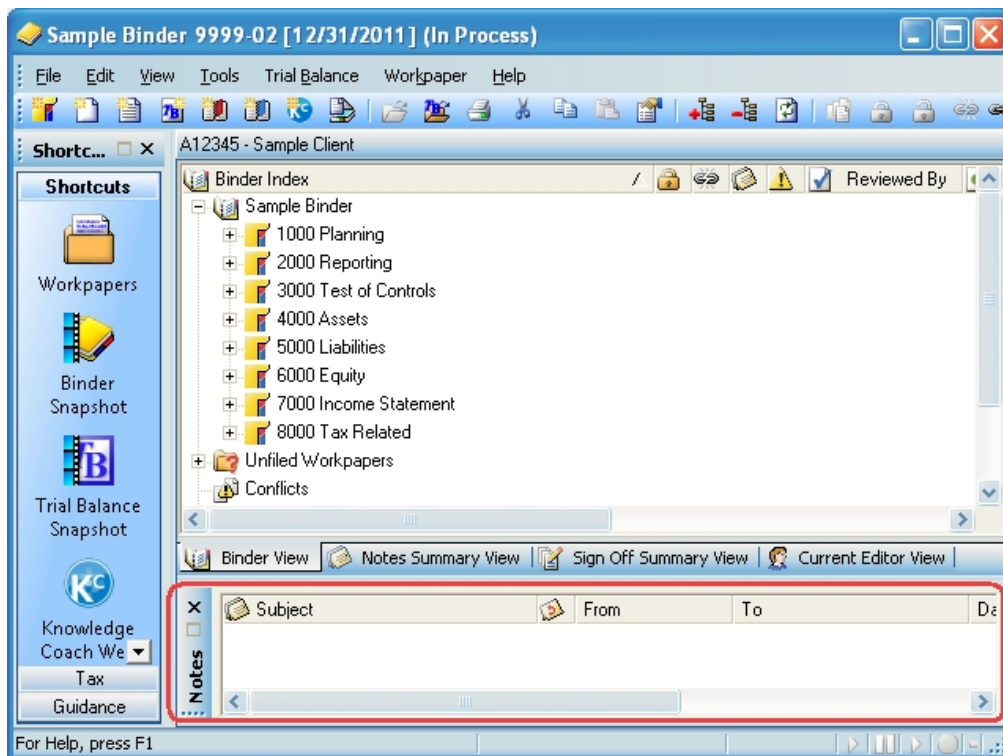 Sample Binder 9999-02 [12/31/2011] (In Process)
File Edit View Tools Trial Balance Workpaper Help
Shortc...
A12345 - Sample Client
Shortcuts
Workpapers
Binder
Snapshot
Trial Balance
Snapshot
Knowledge
Coach We
Tax
Guidance
Binder Index Reviewed By
Sample Binder
1000 Planning
2000 Reporting
3000 Test of Controls
4000 Assets
5000 Liabilities
6000 Equity
7000 Income Statement
8000 Tax Related
Unfiled Workpapers
Conflicts
Binder View Notes Summary View Sign Off Summary View Current Editor View
Notes
Subject From To Da
For Help, press F1